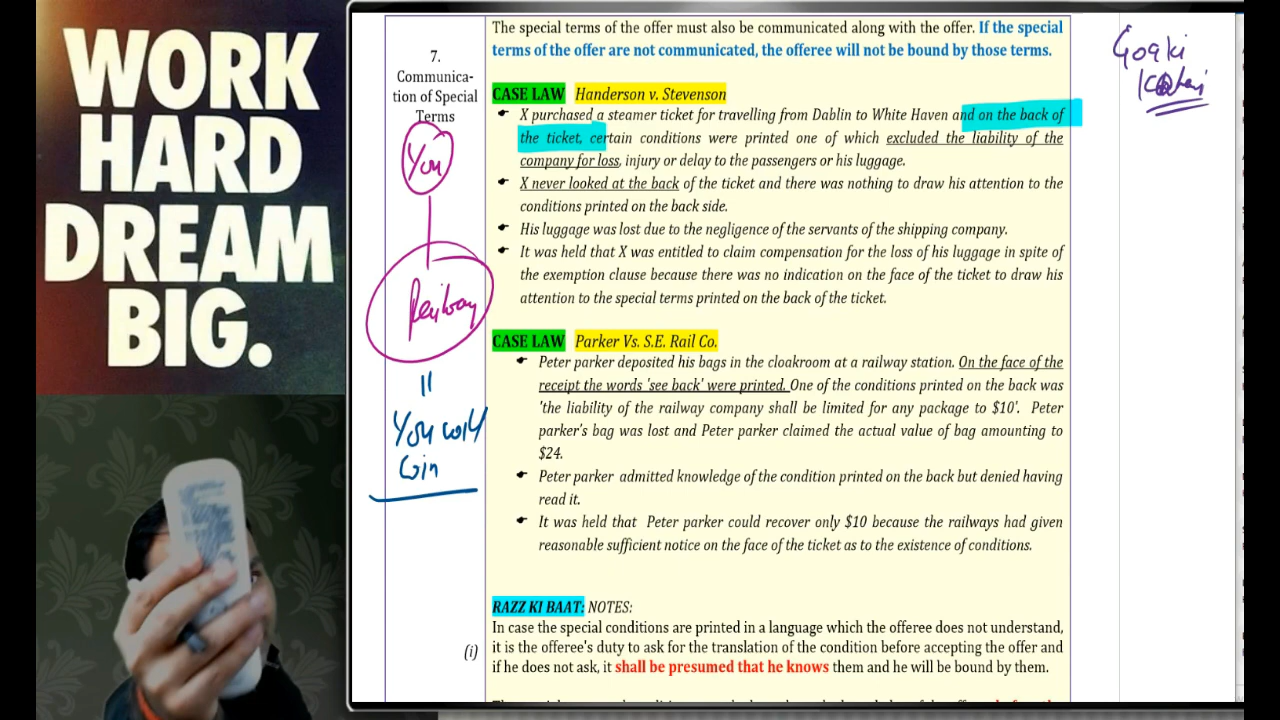 WORK
HARD
DREAM
BIG.
7.
Communica-
tion of Special
Terms
You
Railway
You will
win
(i)
The special terms of the offer must also be communicated along with the offer. If the special
terms of the offer are not communicated, the offeree will not be bound by those terms.
CASE LAW Handerson v. Stevenson
X purchased a steamer ticket for travelling from Dablin to White Haven and on the back of
the ticket, certain conditions were printed one of which excluded the liability of the
company for loss, injury or delay to the passengers or his luggage.
X never looked at the back of the ticket and there was nothing to draw his attention to the
conditions printed on the back side.
His luggage was lost due to the negligence of the servants of the shipping company.
It was held that X was entitled to claim compensation for the loss of his luggage in spite of
the exemption clause because there was no indication on the face of the ticket to draw his
attention to the special terms printed on the back of the ticket.
CASE LAW Parker Vs. S.E. Rail Co.
Peter parker deposited his bags in the cloakroom at a railway station. On the face of the
receipt the words 'see back' were printed. One of the conditions printed on the back was
'the liability of the railway company shall be limited for any package to $10'. Peter
parker's bag was lost and Peter parker claimed the actual value of bag amounting to
$24.
Peter parker admitted knowledge of the condition printed on the back but denied having
read it.
It was held that Peter parker could recover only $10 because the railways had given
reasonable sufficient notice on the face of the ticket as to the existence of conditions.
RAZZ KI BAAT: NOTES:
In case the special conditions are printed in a language which the offeree does not understand,
it is the offeree's duty to ask for the translation of the condition before accepting the offer and
if he does not ask, it shall be presumed that he knows them and he will be bound by them.